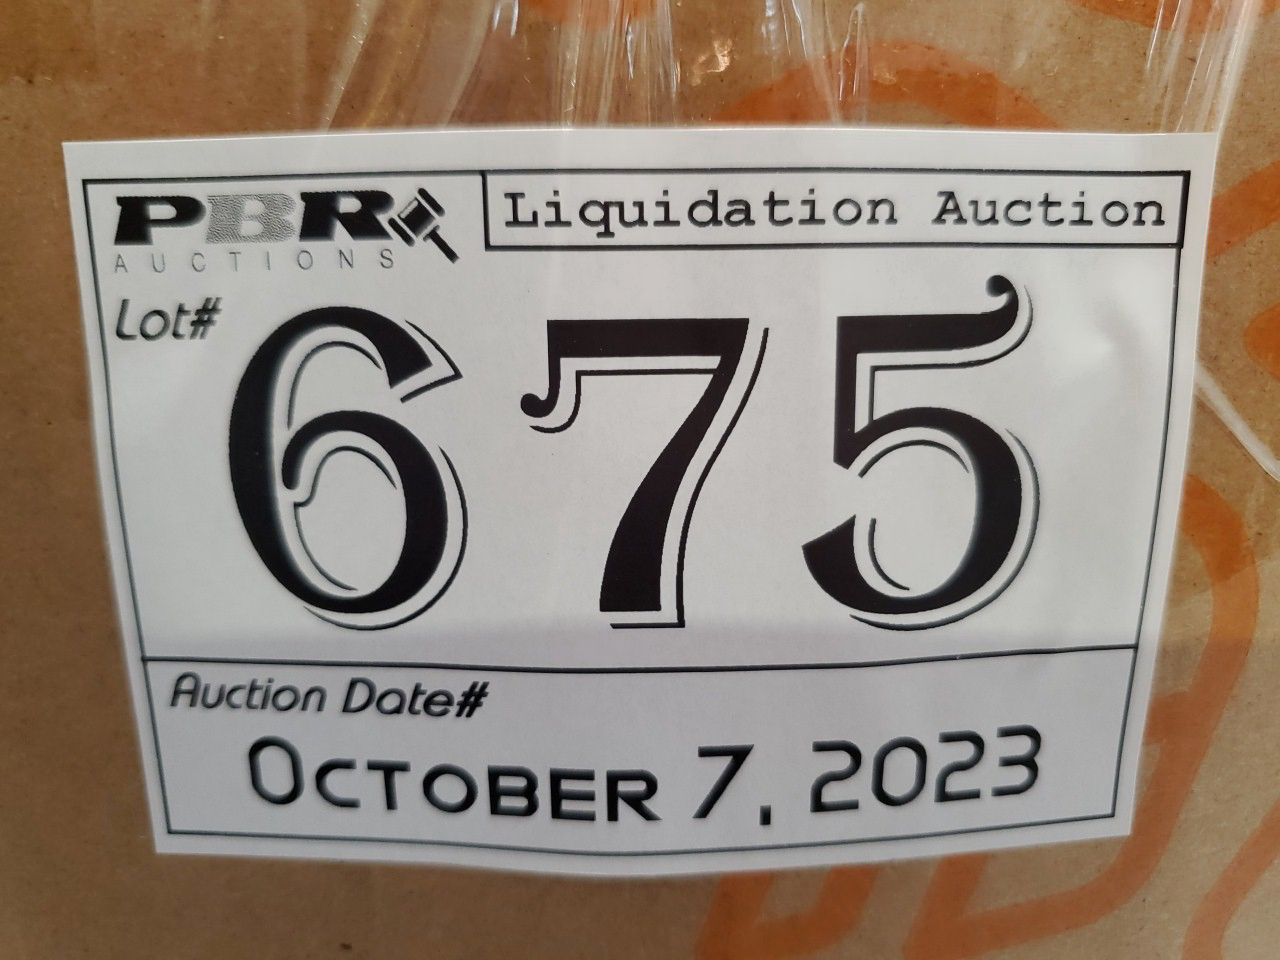 PBR
AUCTIONS
Liquidation Auction
Lot#
675
Auction Date#
OCTOBER 7, 2023